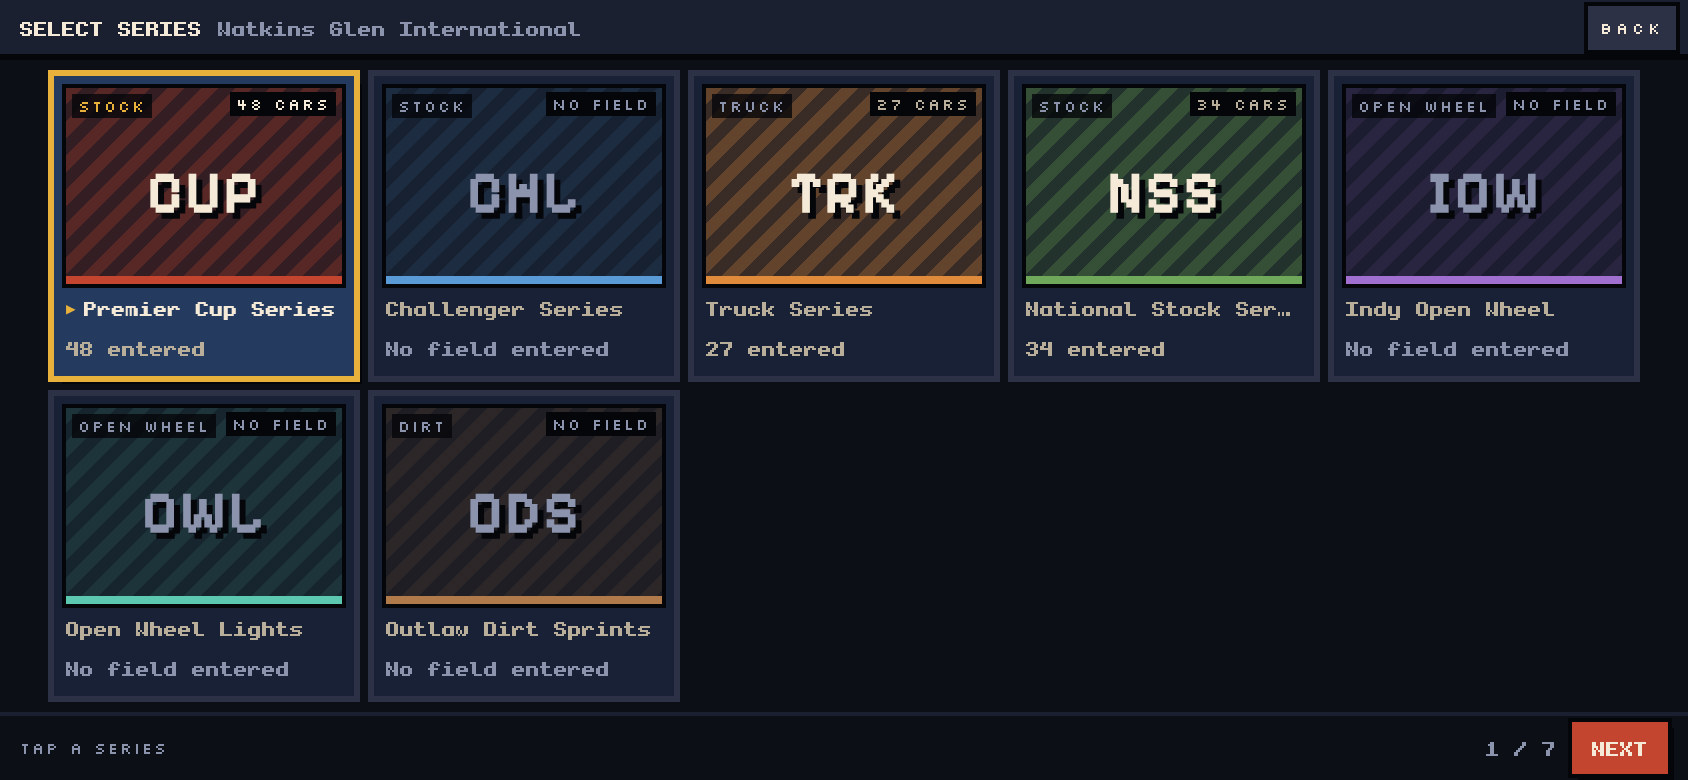 SELECT SERIES Watkins Glen International
BACK
STOCK 48 CARS
CUP
▶ Premier Cup Series
48 entered
STOCK NO FIELD
CHL
Challenger Series
No field entered
TRUCK 27 CARS
TRK
Truck Series
27 entered
STOCK 34 CARS
NSS
National Stock Ser…
34 entered
OPEN WHEEL NO FIELD
IOW
Indy Open Wheel
No field entered
OPEN WHEEL NO FIELD
OWL
Open Wheel Lights
No field entered
DIRT NO FIELD
ODS
Outlaw Dirt Sprints
No field entered
TAP A SERIES
1 / 7
NEXT